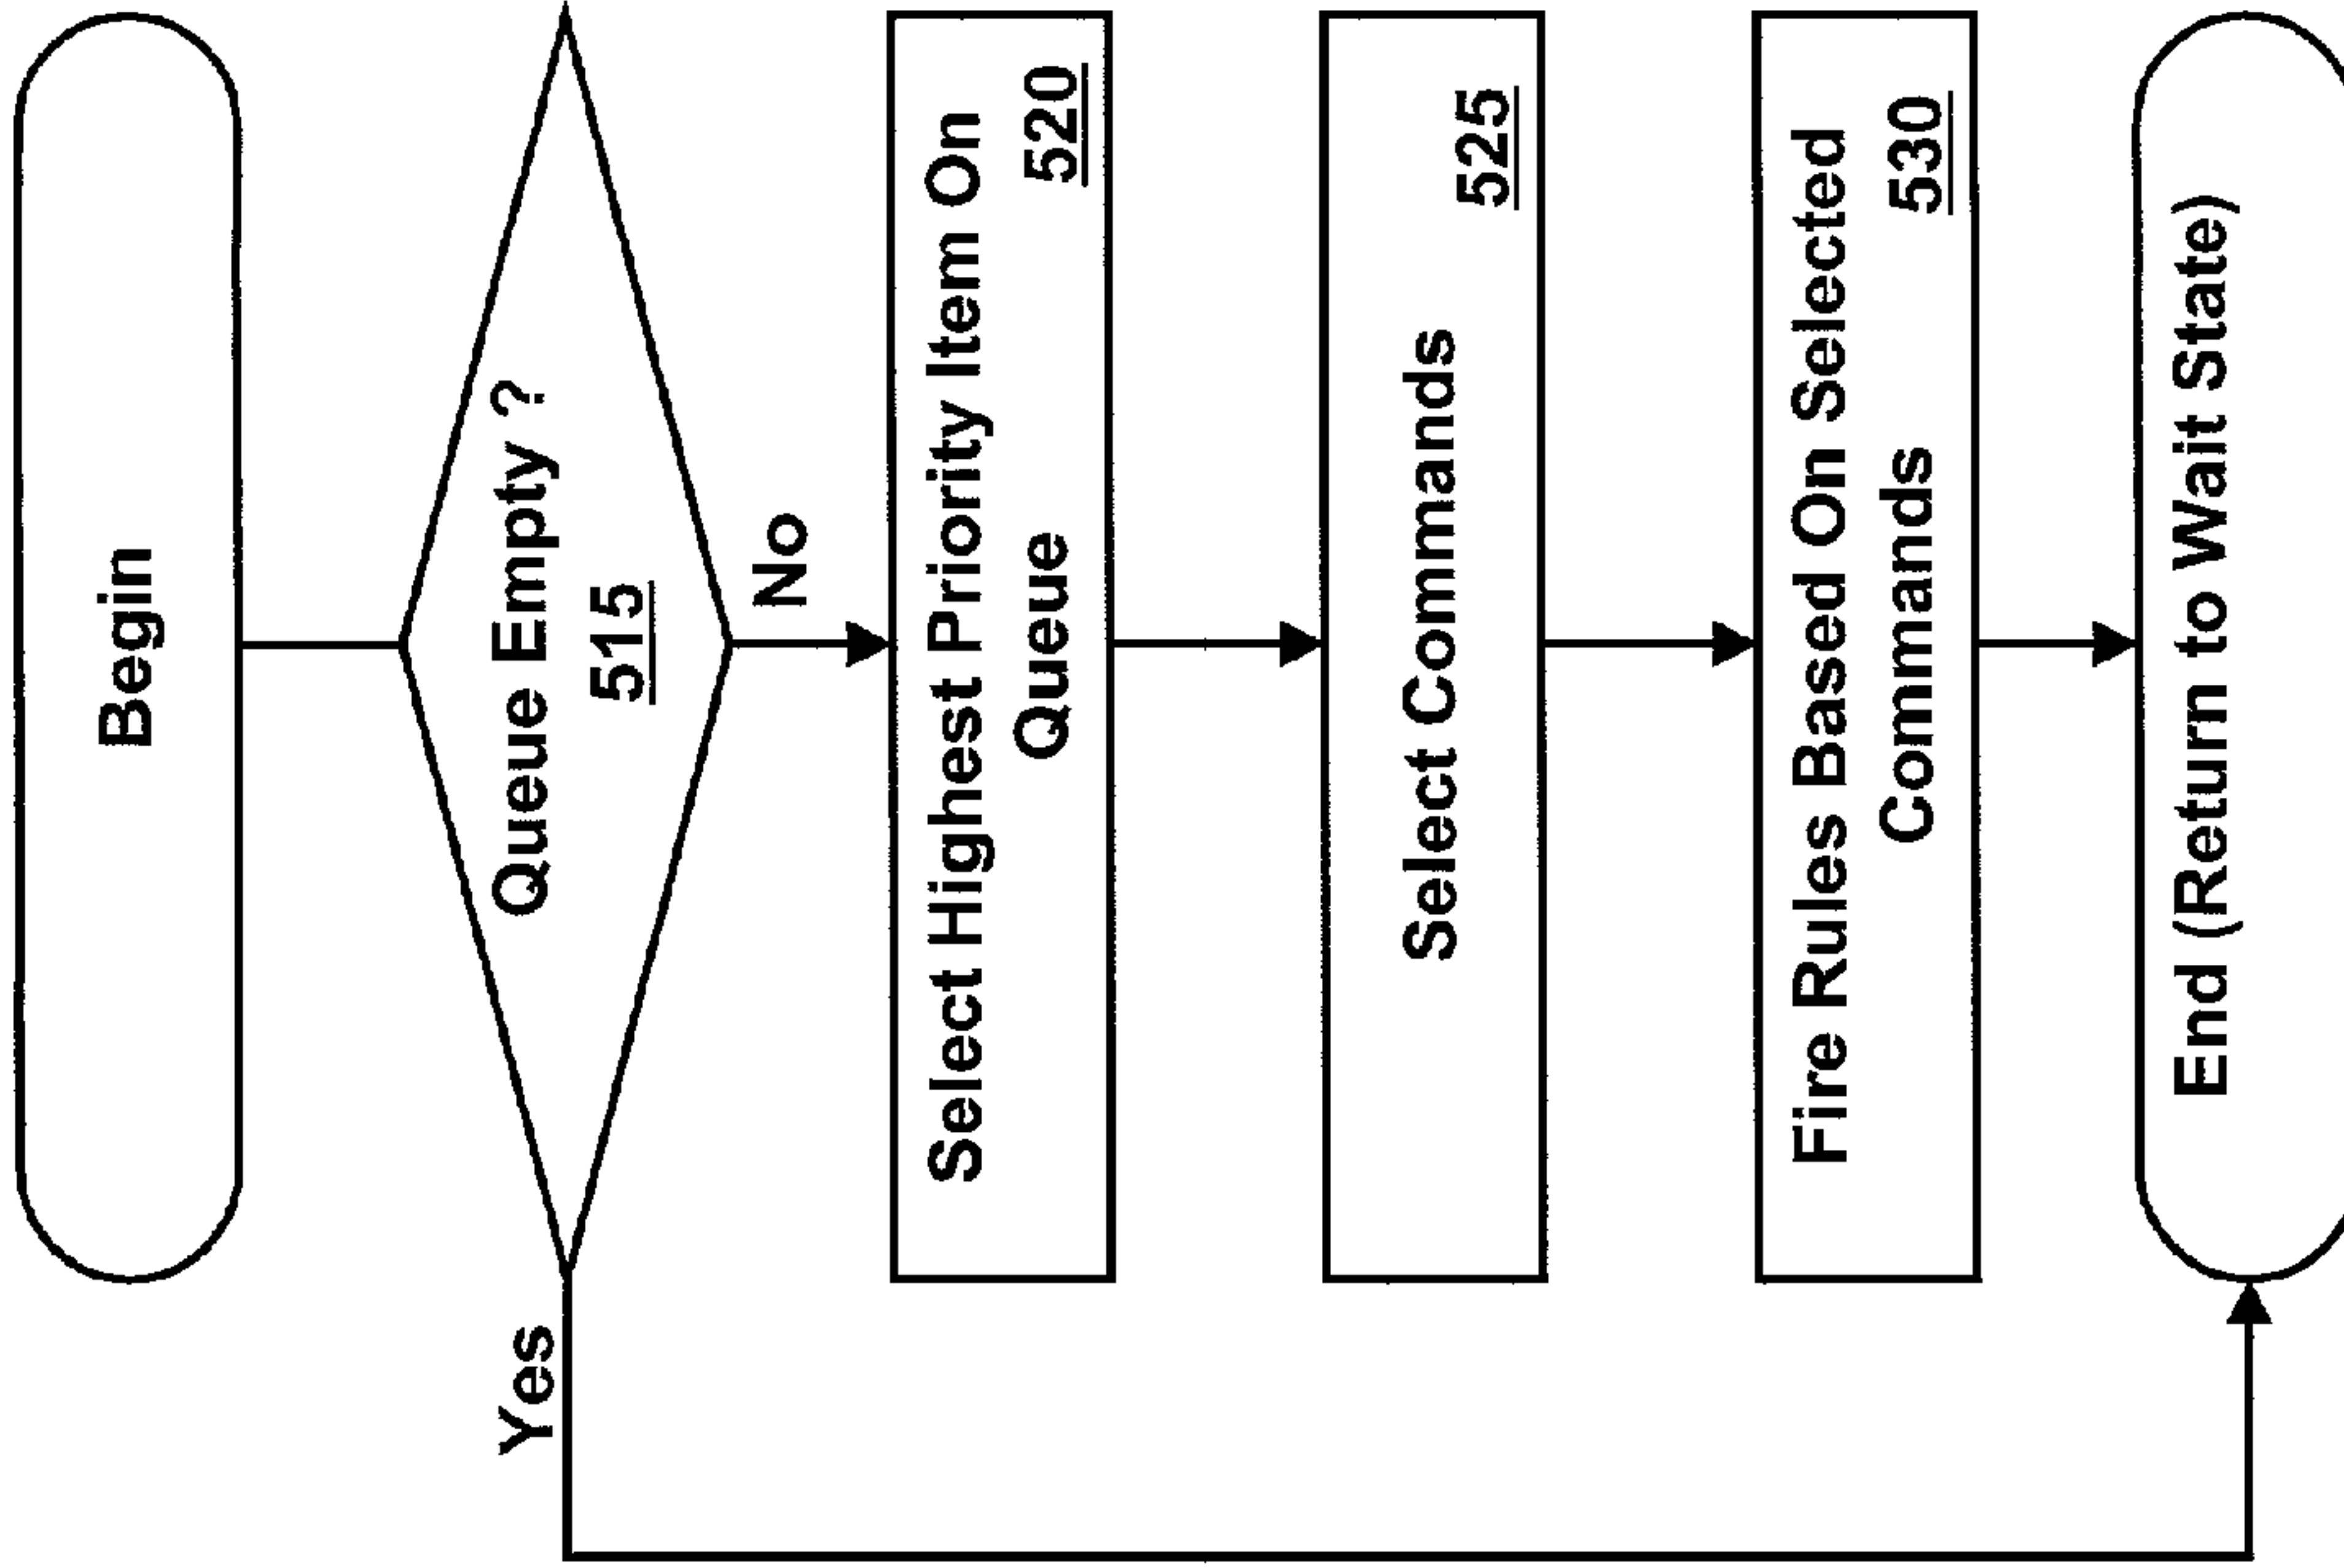 Begin
Queue Empty ?
515
Yes
No
Select Highest Priority Item On
Queue
520
Select Commands
525
Fire Rules Based On Selected
Commands
530
End (Return to Wait State)